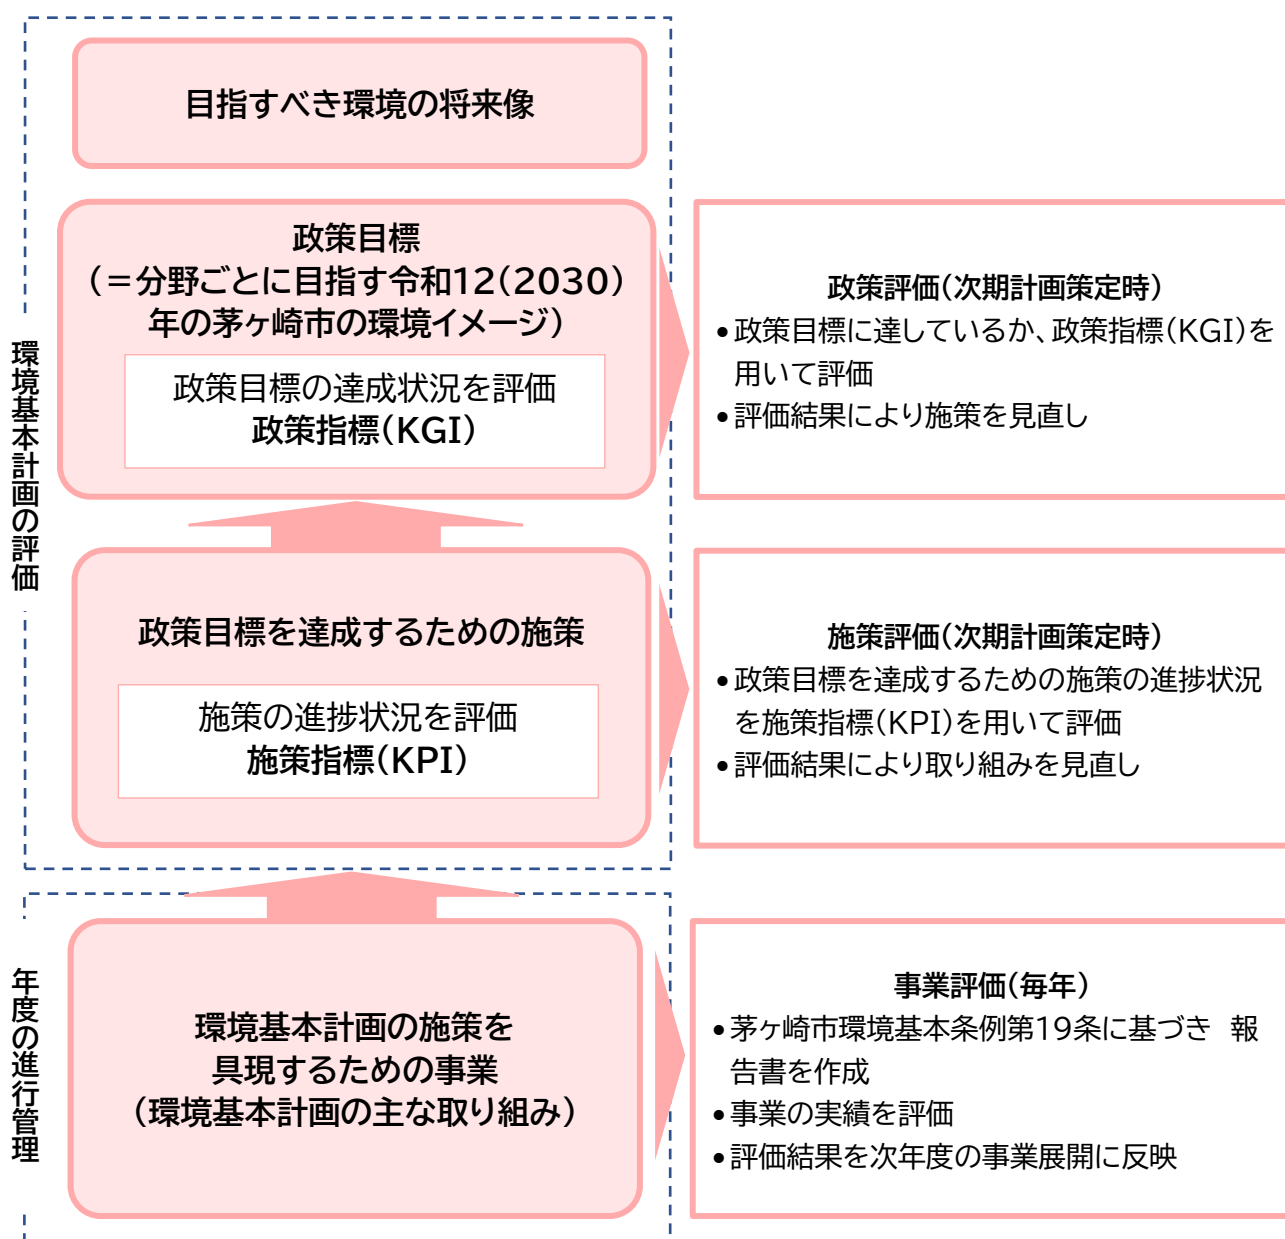 環境基本計画の評価
目指すべき環境の将来像
政策目標
（＝分野ごとに目指す令和12（2030）
年の茅ヶ崎市の環境イメージ）
政策目標の達成状況を評価
政策指標（KGI）
政策評価（次期計画策定時）
•政策目標に達しているか、政策指標（KGI）を
用いて評価
•評価結果により施策を見直し
政策目標を達成するための施策
施策の進捗状況を評価
施策指標（KPI）
施策評価（次期計画策定時）
•政策目標を達成するための施策の進捗状況
を施策指標（KPI）を用いて評価
•評価結果により取り組みを見直し
年度の進行管理
環境基本計画の施策を
具現するための事業
（環境基本計画の主な取り組み）
事業評価（毎年）
•茅ヶ崎市環境基本条例第19条に基づき　報
告書を作成
•事業の実績を評価
•評価結果を次年度の事業展開に反映